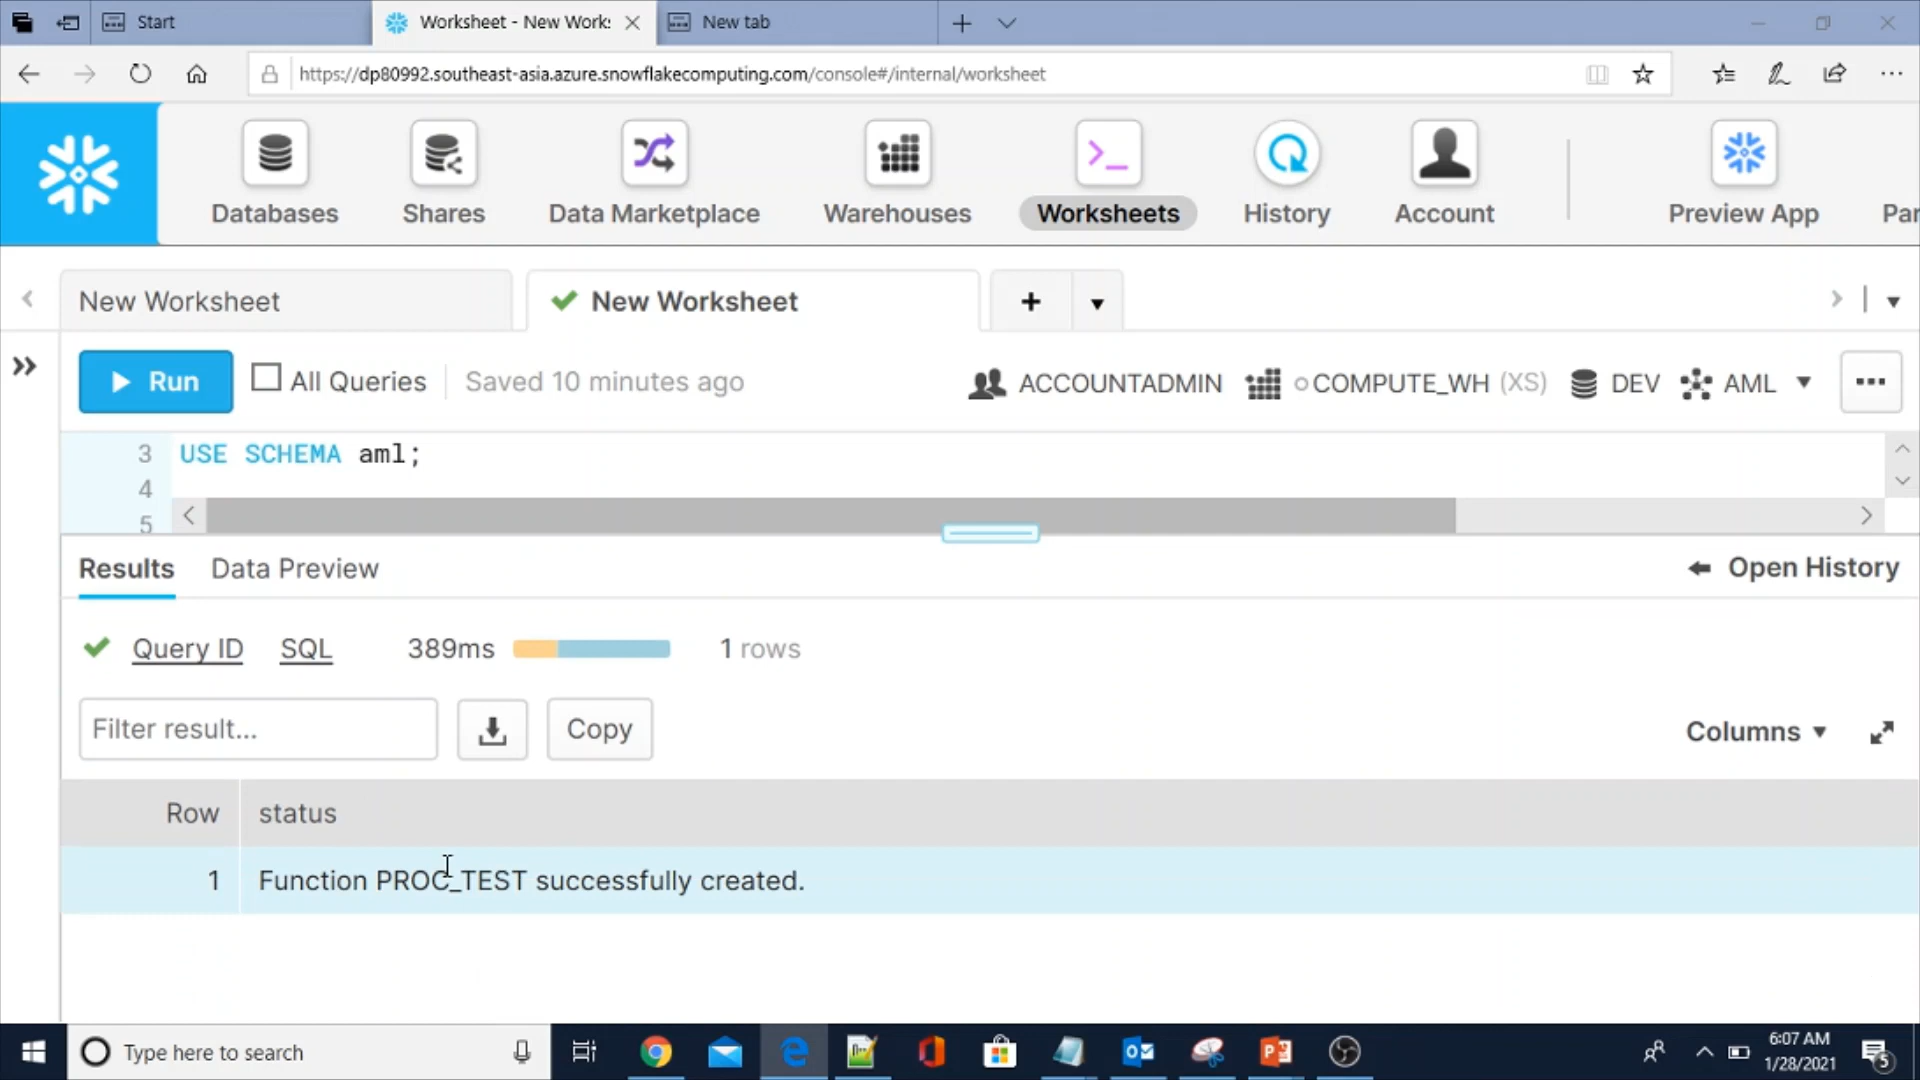 Start
Worksheet - New Work:
New tab
https://dp80992.southeast-asia.azure.snowflakecomputing.com/console#/internal/worksheet
Databases
Shares
Data Marketplace
Warehouses
Worksheets
History
Account
Preview App
Par
New Worksheet
New Worksheet
Run
All Queries
Saved 10 minutes ago
ACCOUNTADMIN
COMPUTE_WH (XS)
DEV
AML
3 USE SCHEMA aml;
4
5
Results
Data Preview
Open History
Query ID
SQL
389ms
1 rows
Filter result...
Copy
Columns
Row status
1 Function PROC_TEST successfully created.
Type here to search
6:07 AM
1/28/2021
5